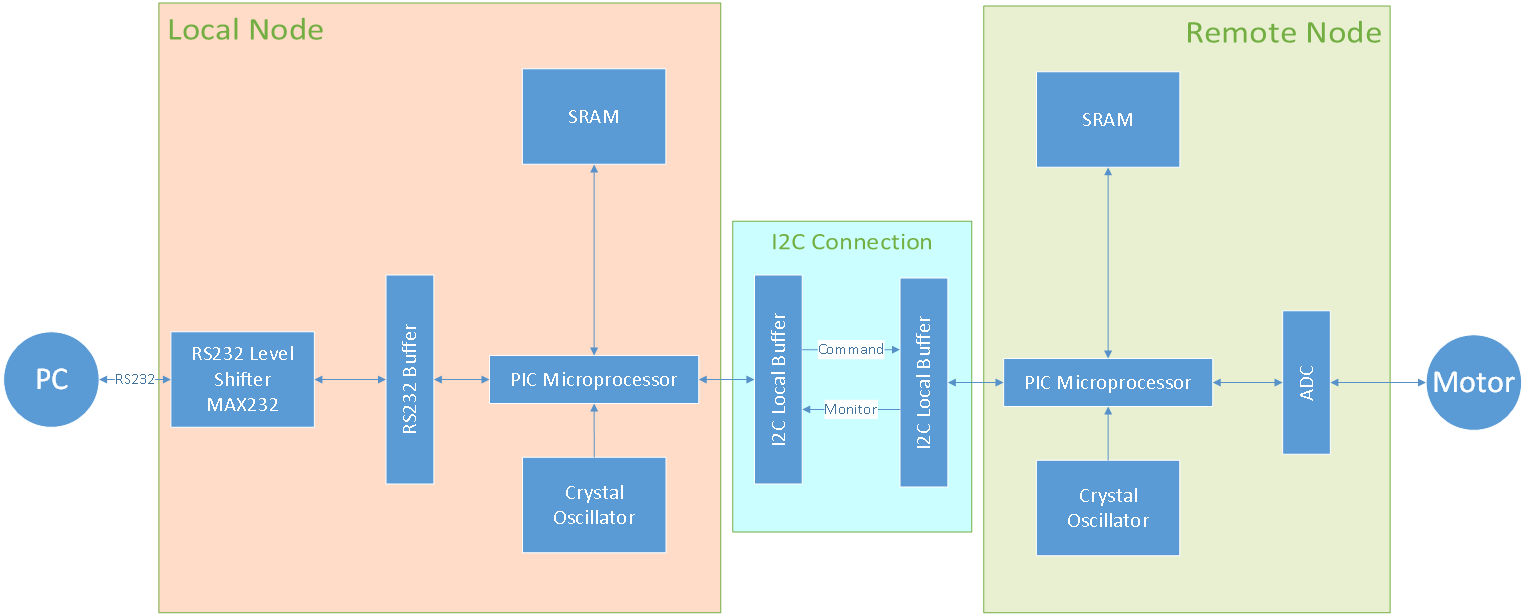 Local Node
Remote Node
SRAM
SRAM
I2C Connection
PC
RS232
RS232 Level
Shifter
MAX232
RS232 Buffer
PIC Microprocessor
I2C Local Buffer
Command
Monitor
I2C Local Buffer
PIC Microprocessor
ADC
Motor
Crystal
Oscillator
Crystal
Oscillator